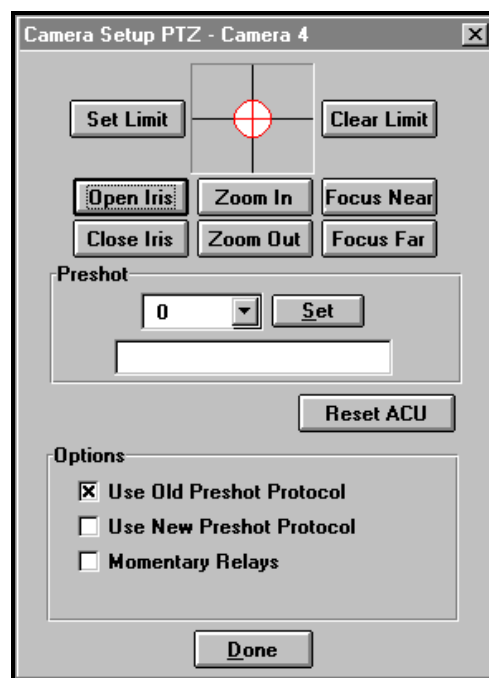 Camera Setup PTZ - Camera 4
Set Limit
Clear Limit
Open Iris
Zoom In
Focus Near
Close Iris
Zoom Out
Focus Far
Preshot
0
Set
Reset ACU
Options
Use Old Preshot Protocol
Use New Preshot Protocol
Momentary Relays
Done